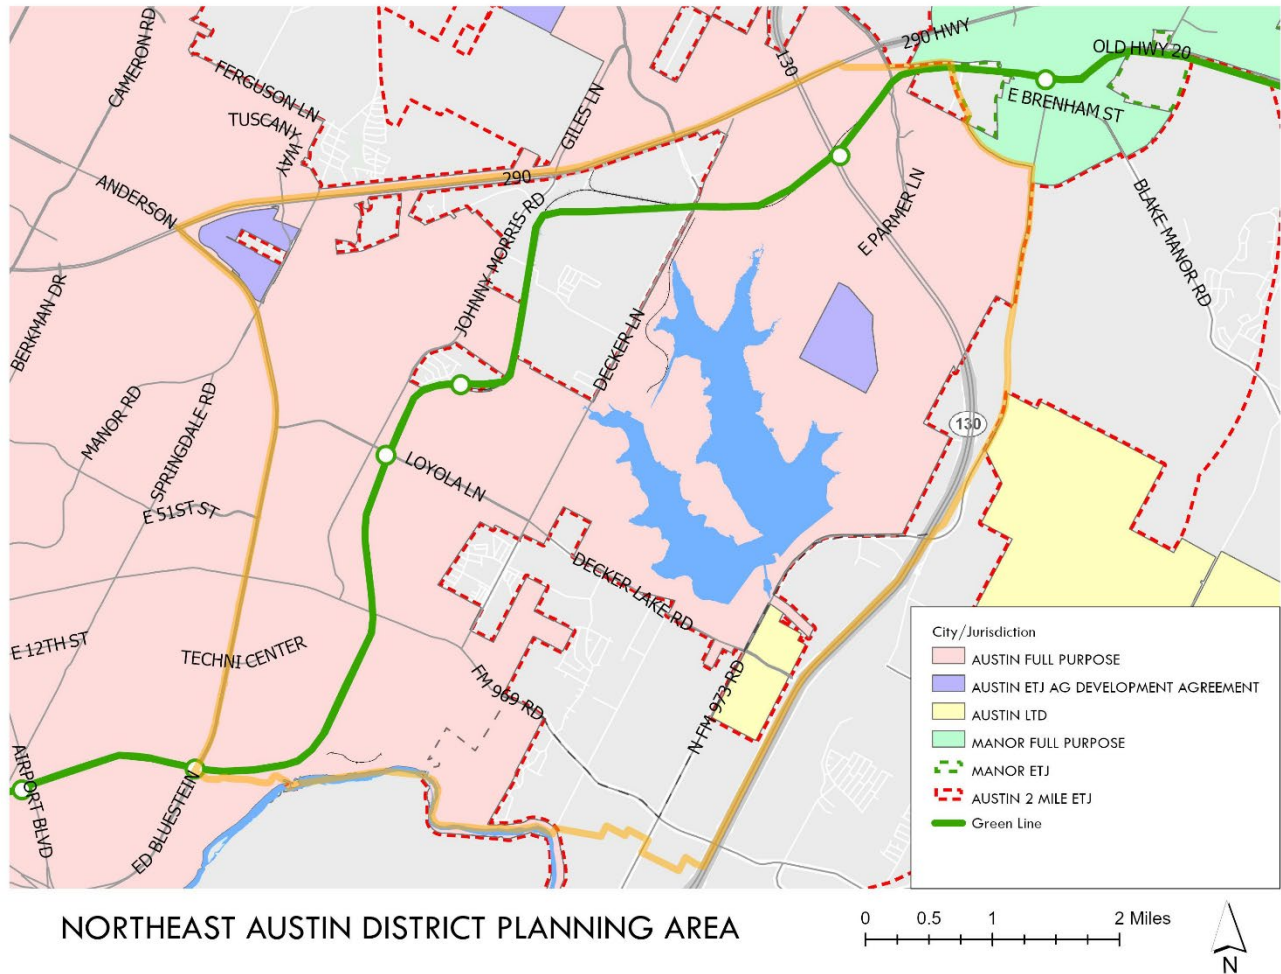 CAMERON RD
FERGUSON LN
TUSCANY
WAY
GILES LN
130
290 HWY
OLD HWY 20
E BRENHAM ST
290
ANDERSON
JOHNNY MORRIS RD
E PARMER LN
BLAKE MANOR RD
BERKMAN DR
DECKER LN
MANOR RD
SPRINGDALE RD
130
LOYOLA LN
E 51ST ST
DECKER LAKE RD
E 12TH ST
TECHNI CENTER
FM 969 RD
N FM 973 RD
AIRPORT BLVD
ED BLUESTEIN
City/Jurisdiction
AUSTIN FULL PURPOSE
AUSTIN ETJ AG DEVELOPMENT AGREEMENT
AUSTIN LTD
MANOR FULL PURPOSE
MANOR ETJ
AUSTIN 2 MILE ETJ
Green Line
NORTHEAST AUSTIN DISTRICT PLANNING AREA
0 0.5 1 2 Miles
N